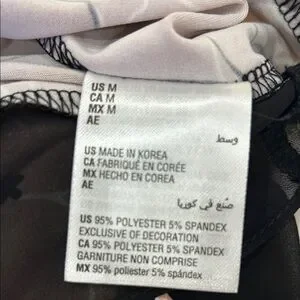 US M
CA M
MX M
AE
وسط
US MADE IN KOREA
CA FABRIQUÉ EN CORÉE
MX HECHO EN COREA
AE
صنع في كوريا
US 95% POLYESTER 5% SPANDEX
EXCLUSIVE OF DECORATION
CA 95% POLYESTER 5% SPANDEX
GARNITURE NON COMPRISE
MX 95% poliester 5% spándex